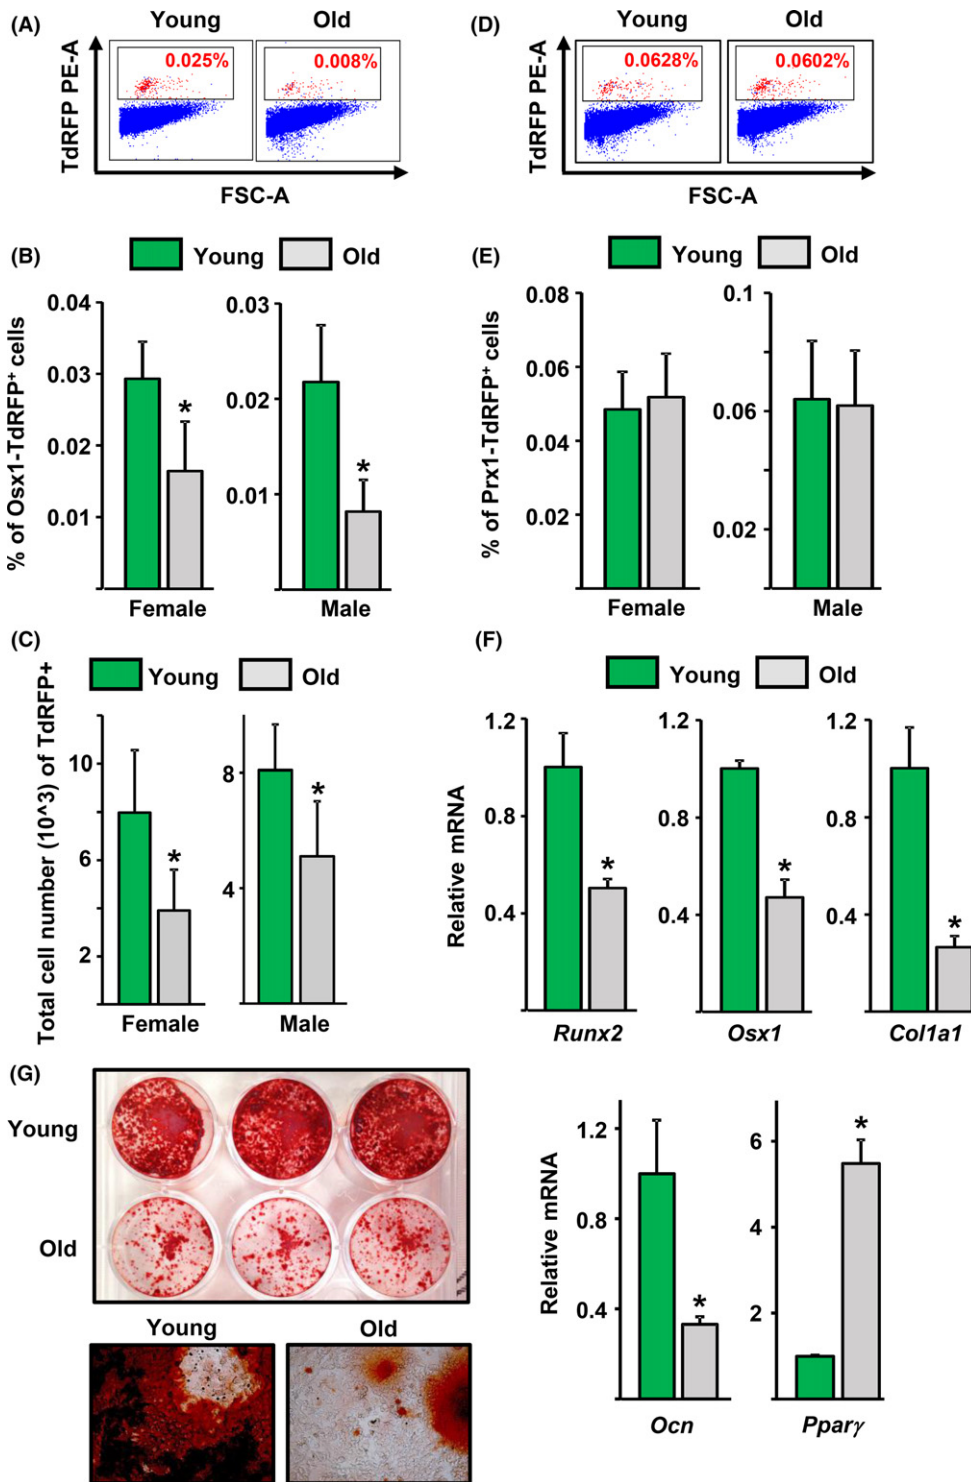 (A)
Young
Old
TdRFP PE-A
0.025%
0.008%
FSC-A
(D)
Young
Old
TdRFP PE-A
0.0628%
0.0602%
FSC-A
(B)
Young
Old
% of Osx1-TdRFP+ cells
0.04
0.03
0.02
0.01
*
Female
0.03
0.02
0.01
*
Male
(E)
Young
Old
% of Prx1-TdRFP+ cells
0.08
0.06
0.04
0.02
Female
0.1
0.06
0.02
Male
(C)
Young
Old
Total cell number (10^3) of TdRFP+
10
6
2
*
Female
8
4
*
Male
(F)
Young
Old
Relative mRNA
1.2
0.8
0.4
*
Runx2
1.2
0.8
0.4
*
Osx1
1.2
0.8
0.4
*
Col1a1
(G)
Young
Old
Young
Old
Relative mRNA
1.2
0.8
0.4
*
Ocn
6
4
2
*
Pparγ